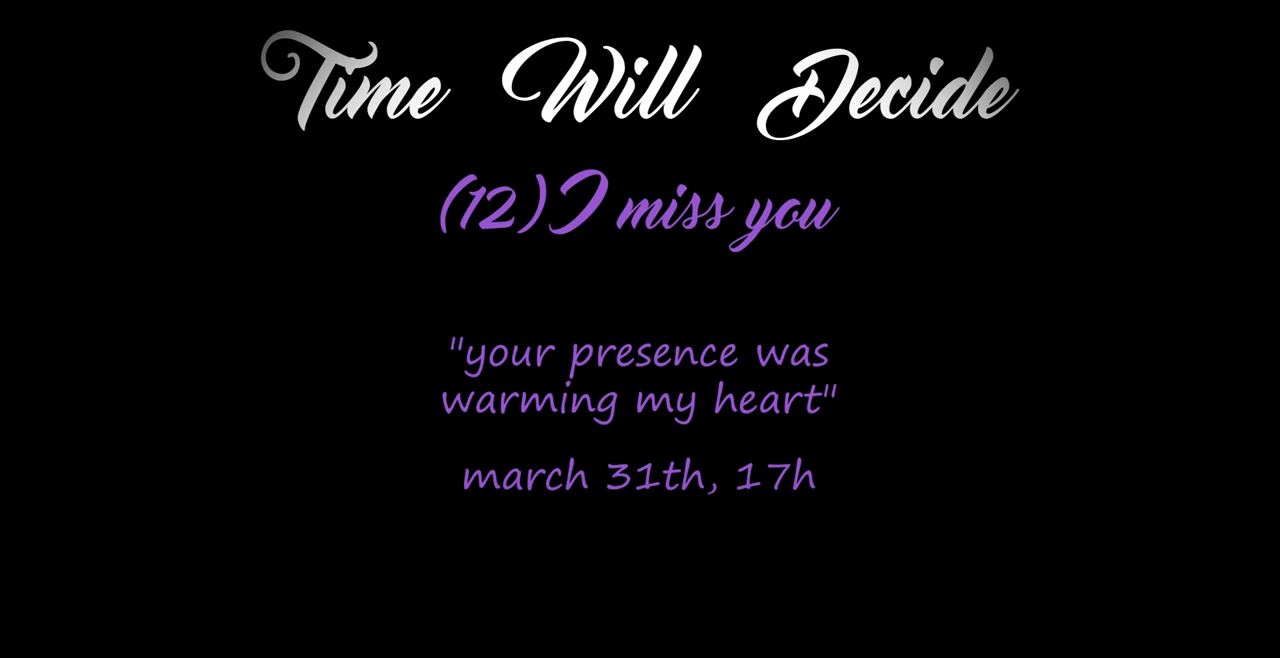 Time Will Decide
(12) I miss you
"your presence was
warming my heart"
march 31th, 17h